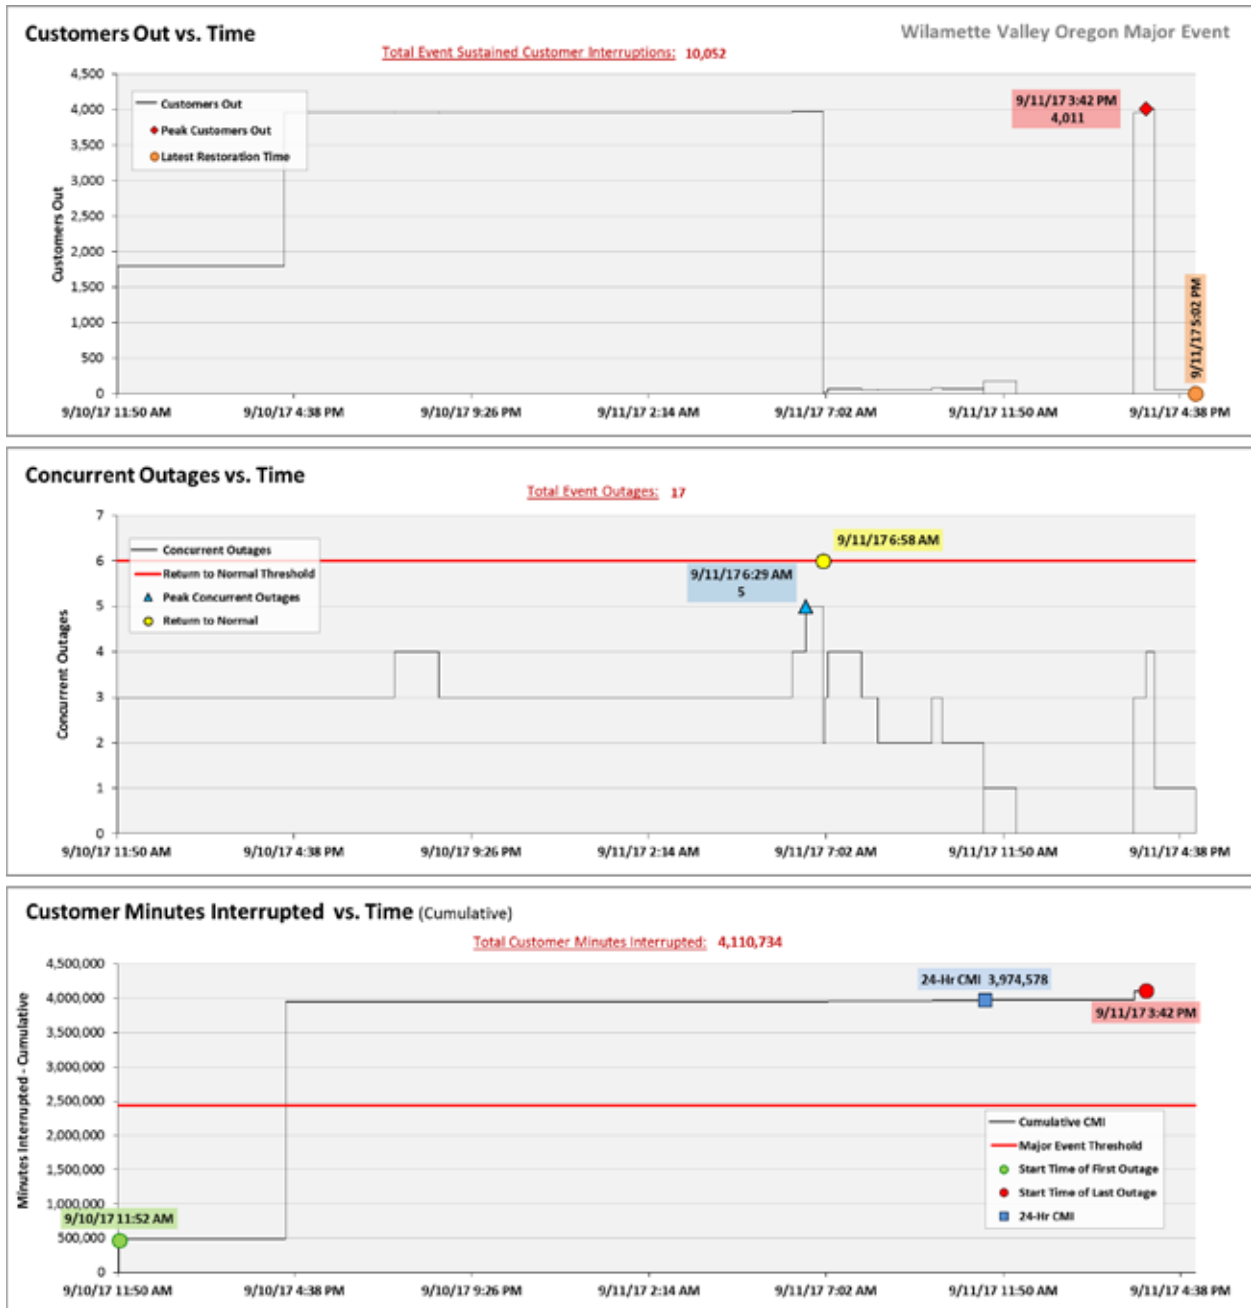 Customers Out vs. Time
Wilamette Valley Oregon Major Event
Total Event Sustained Customer Interruptions: 10,052
4,500
4,000
3,500
3,000
2,500
2,000
1,500
1,000
500
0
Customers Out
Customers Out
Peak Customers Out
Latest Restoration Time
9/11/17 3:42 PM
4,011
9/11/17 5:02 PM
9/10/17 11:50 AM
9/10/17 4:38 PM
9/10/17 9:26 PM
9/11/17 2:14 AM
9/11/17 7:02 AM
9/11/17 11:50 AM
9/11/17 4:38 PM
Concurrent Outages vs. Time
Total Event Outages: 17
7
6
5
4
3
2
1
0
Concurrent Outages
Concurrent Outages
Return to Normal Threshold
Peak Concurrent Outages
Return to Normal
9/11/17 6:58 AM
9/11/17 6:29 AM
5
9/10/17 11:50 AM
9/10/17 4:38 PM
9/10/17 9:26 PM
9/11/17 2:14 AM
9/11/17 7:02 AM
9/11/17 11:50 AM
9/11/17 4:38 PM
Customer Minutes Interrupted vs. Time (Cumulative)
Total Customer Minutes Interrupted: 4,110,734
4,500,000
4,000,000
3,500,000
3,000,000
2,500,000
2,000,000
1,500,000
1,000,000
500,000
0
Minutes Interrupted - Cumulative
24-Hr CMI 3,974,578
9/11/17 3:42 PM
Cumulative CMI
Major Event Threshold
Start Time of First Outage
Start Time of Last Outage
24-Hr CMI
9/10/17 11:52 AM
9/10/17 11:50 AM
9/10/17 4:38 PM
9/10/17 9:26 PM
9/11/17 2:14 AM
9/11/17 7:02 AM
9/11/17 11:50 AM
9/11/17 4:38 PM